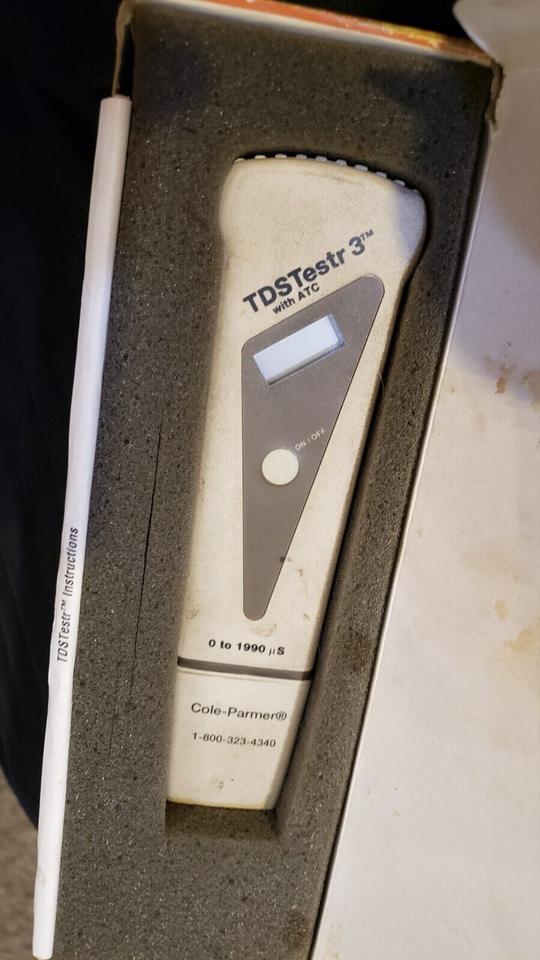 TDSTestr 3™
with ATC
ON / OFF
0 to 1990 µS
Cole-Parmer®
1-800-323-4340
TDSTestr™ Instructions